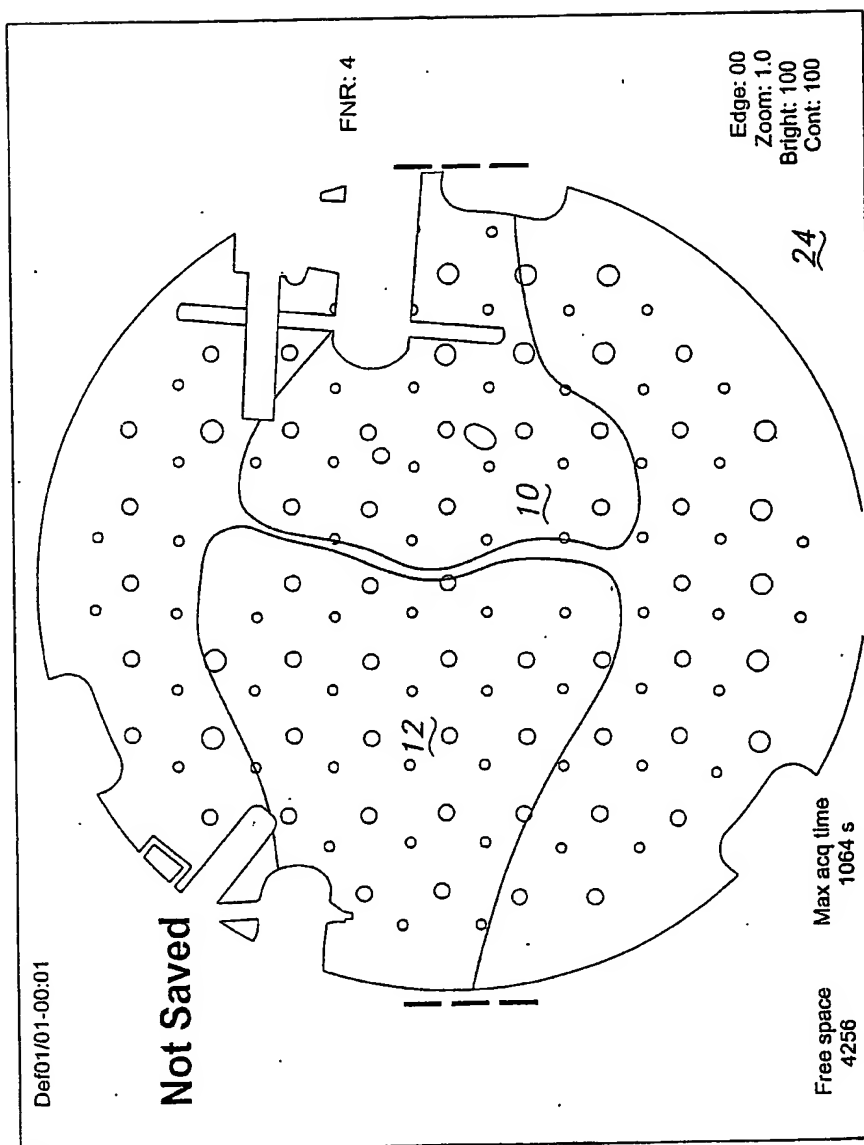 Def01/01-00:01
Not Saved
FNR: 4
12
10
24
Free space
4256
Max acq time
1064 s
Edge: 00
Zoom: 1.0
Bright: 100
Cont: 100